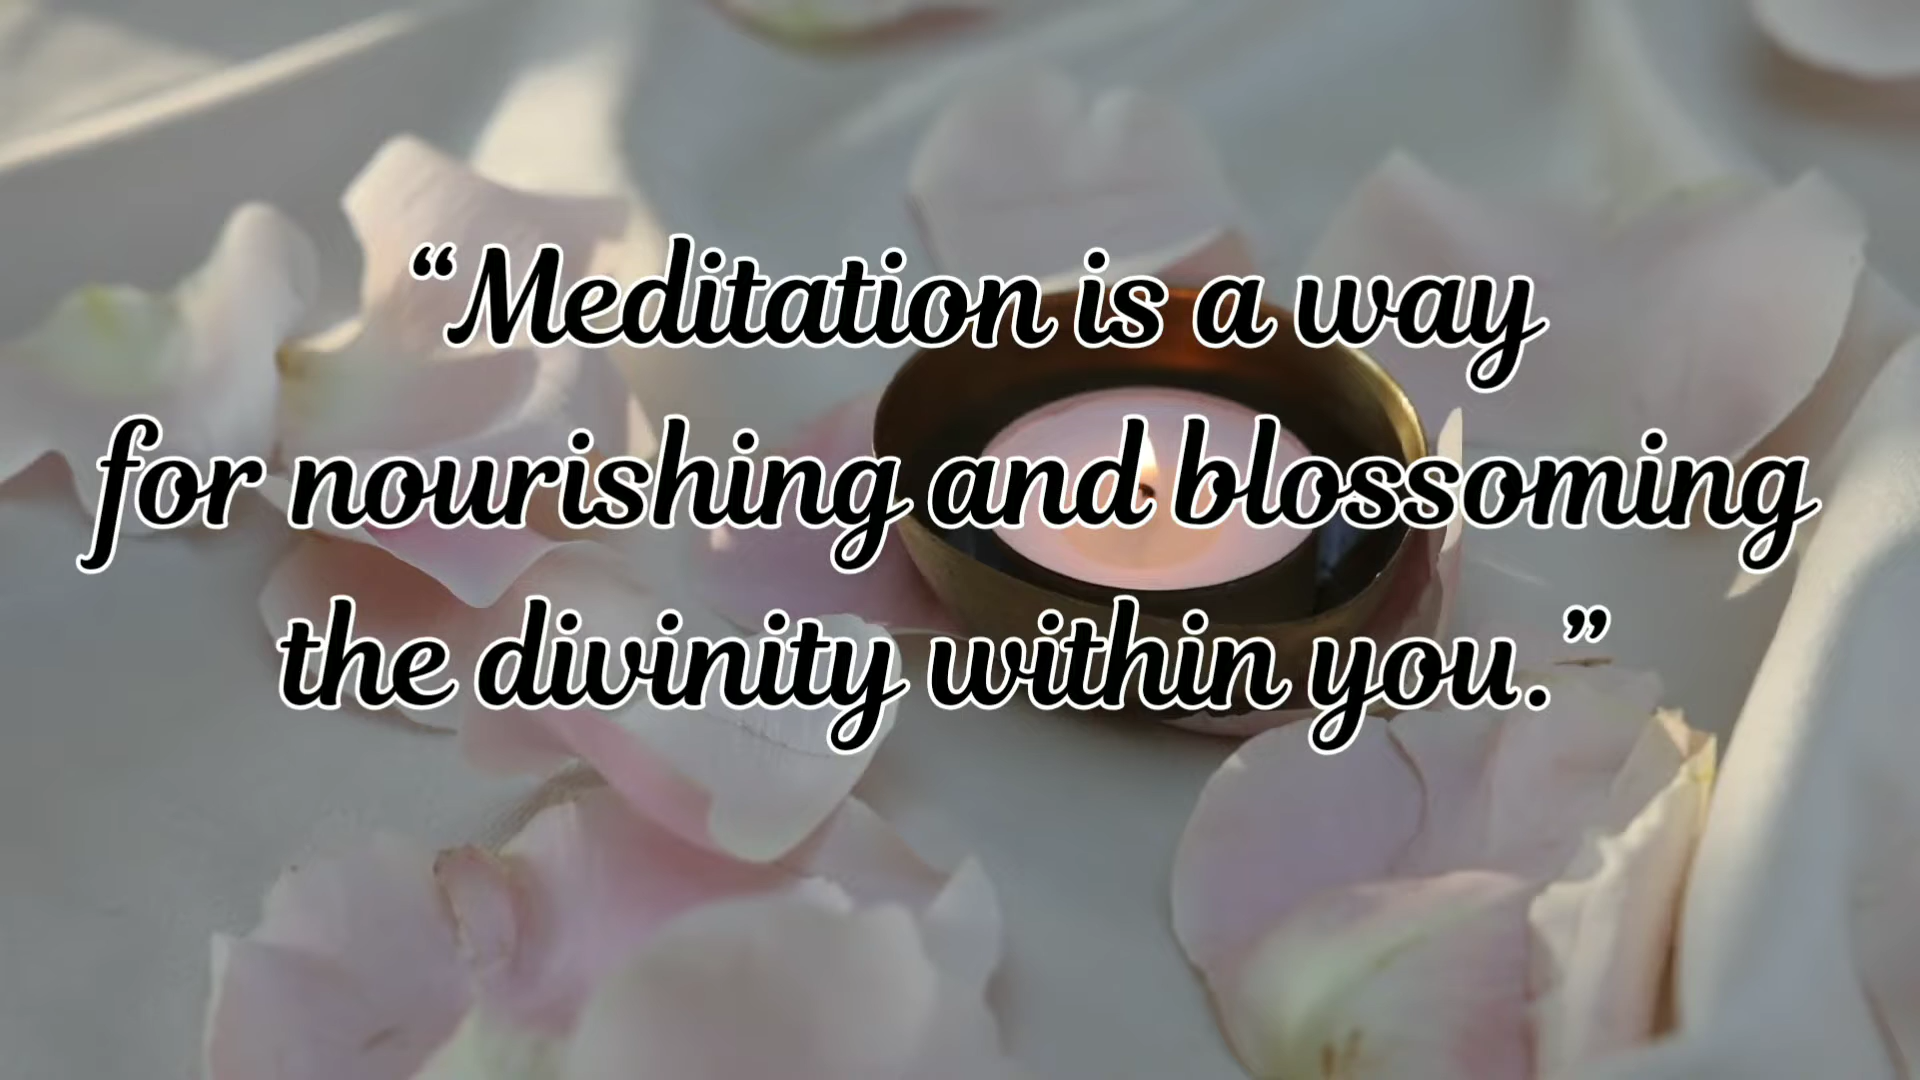 “Meditation is a way
for nourishing and blossoming
the divinity within you.”